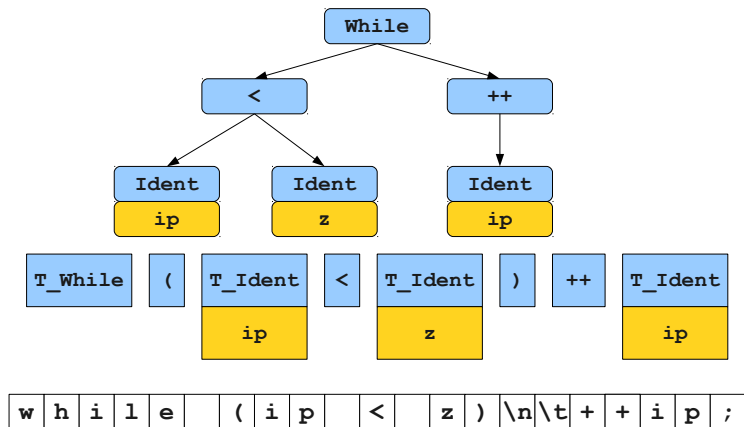 While
< ++
Ident Ident Ident
ip z ip
T_While ( T_Ident < T_Ident ) ++ T_Ident
ip z ip
w h i l e ( i p < z ) \n \t + + i p ;